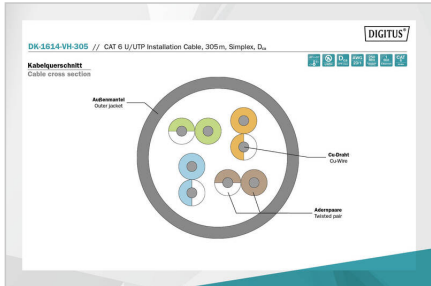 DIGITUS®
DK-1614-VH-305 // CAT 6 U/UTP Installation Cable, 305 m, Simplex, Dca
Kabelquerschnitt
Cable cross section
Außenmantel
Outer jacket
Cu-Draht
Cu-Wire
Adernpaare
Twisted pair